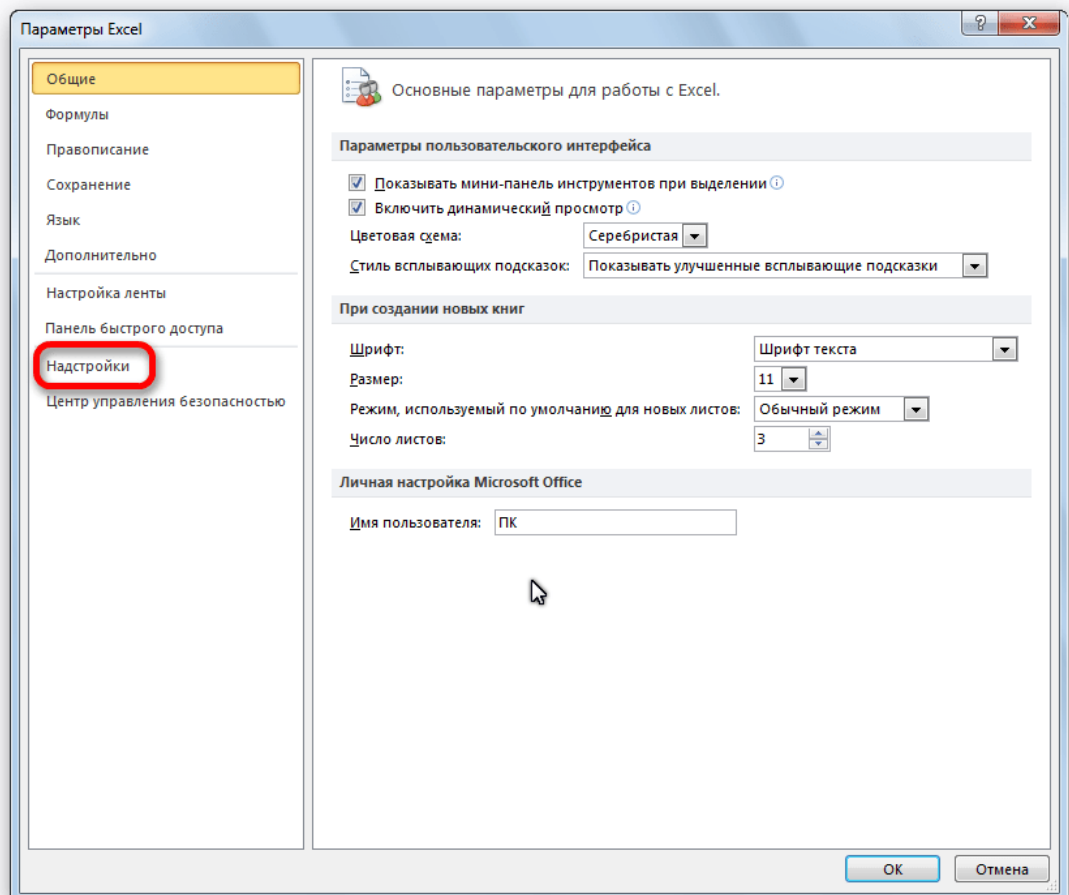 Параметры Excel
?
Общие
Формулы
Правописание
Сохранение
Язык
Дополнительно
Настройка ленты
Панель быстрого доступа
Надстройки
Центр управления безопасностью
Основные параметры для работы с Excel.
Параметры пользовательского интерфейса
Показывать мини-панель инструментов при выделении
Включить динамический просмотр
Цветовая схема: Серебристая
Стиль всплывающих подсказок: Показывать улучшенные всплывающие подсказки
При создании новых книг
Шрифт: Шрифт текста
Размер: 11
Режим, используемый по умолчанию для новых листов: Обычный режим
Число листов: 3
Личная настройка Microsoft Office
Имя пользователя: ПК
ОК Отмена